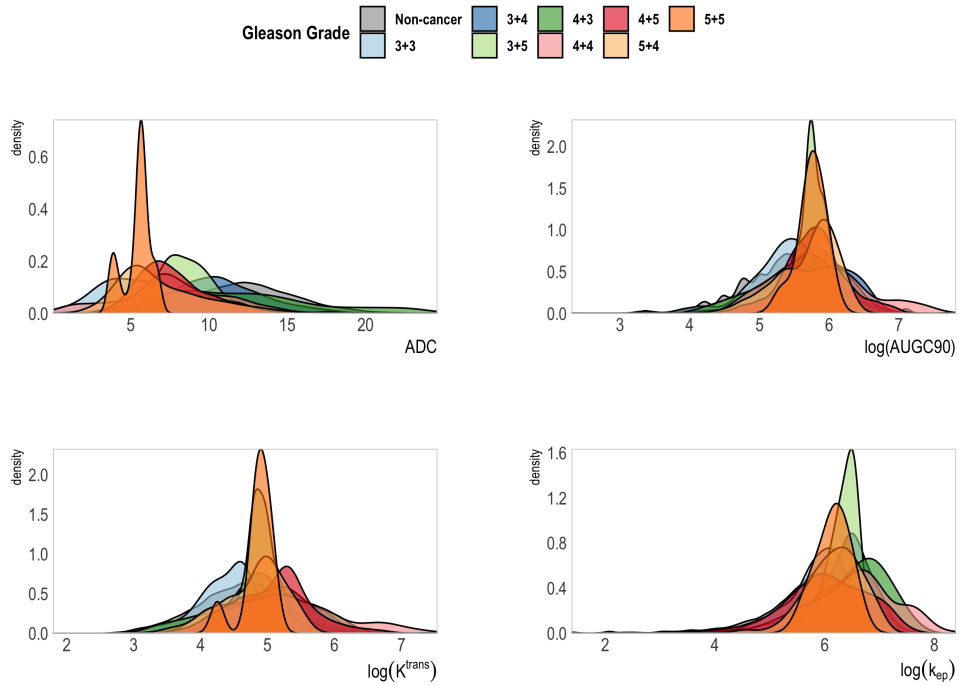 Gleason Grade
Non-cancer 3+4 4+3 4+5 5+5
3+3 3+5 4+4 5+4
density
0.6
0.4
0.2
0.0
5 10 15 20
ADC
density
2.0
1.5
1.0
0.5
0.0
3 4 5 6 7
log(AUGC90)
density
2.0
1.5
1.0
0.5
0.0
2 3 4 5 6 7
log(K^trans)
density
1.6
1.2
0.8
0.4
0.0
2 4 6 8
log(k_ep)